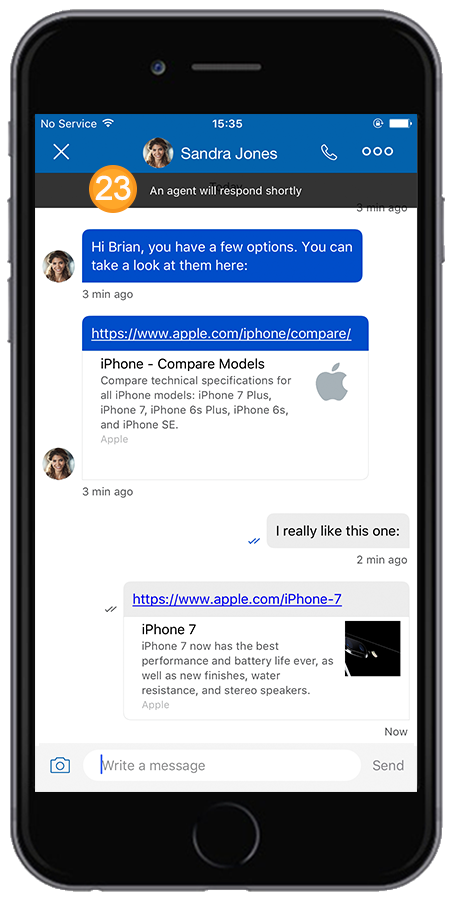 No Service
15:35
Sandra Jones
23
An agent will respond shortly
3 min ago
Hi Brian, you have a few options. You can
take a look at them here:
3 min ago
https://www.apple.com/iphone/compare/
iPhone - Compare Models
Compare technical specifications for
all iPhone models: iPhone 7 Plus,
iPhone 7, iPhone 6s Plus, iPhone 6s,
and iPhone SE.
Apple
3 min ago
I really like this one:
2 min ago
https://www.apple.com/iPhone-7
iPhone 7
iPhone 7 now has the best
performance and battery life ever, as
well as new finishes, water
resistance, and stereo speakers.
Apple
Now
Write a message
Send